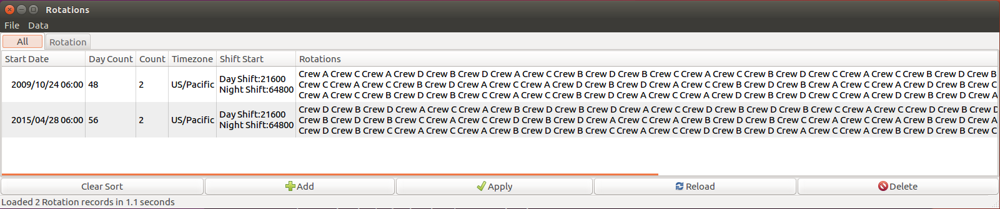 Rotations
File Data
All Rotation
Start Date Day Count Count Timezone Shift Start Rotations
2009/10/24 06:00 48 2 US/Pacific Day Shift:21600 Night Shift:64800
Crew A Crew C Crew A Crew D Crew B Crew D Crew A Crew C Crew B Crew D Crew B Crew C Crew A Crew C Crew B Crew D Crew C Crew A Crew C Crew B Crew D Crew B
Crew C Crew A Crew C Crew B Crew D Crew A Crew C Crew A Crew D Crew B Crew D Crew A Crew C Crew B Crew D Crew B Crew C Crew A Crew C Crew B Crew D Crew
Crew A Crew C Crew B Crew D Crew B Crew C Crew A Crew C Crew B Crew D Crew A Crew C Crew A Crew D Crew B Crew D Crew A Crew C Crew B Crew D Crew A
2015/04/28 06:00 56 2 US/Pacific Day Shift:21600 Night Shift:64800
Crew D Crew B Crew D Crew A Crew C Crew A Crew B Crew D Crew B Crew D Crew A Crew C Crew B Crew D Crew B Crew C Crew A Crew C Crew D Crew B Crew D
Crew B Crew D Crew B Crew C Crew A Crew C Crew D Crew B Crew D Crew A Crew C Crew A Crew B Crew D Crew B Crew C Crew A Crew C Crew A Crew D Crew A
Crew D Crew B Crew C Crew A Crew C Crew A Crew B Crew D Crew B Crew C Crew A Crew C Crew D Crew B Crew D Crew A Crew C Crew A Crew B Crew D Crew B Crew C
Clear Sort Add Apply Reload Delete
Loaded 2 Rotation records in 1.1 seconds